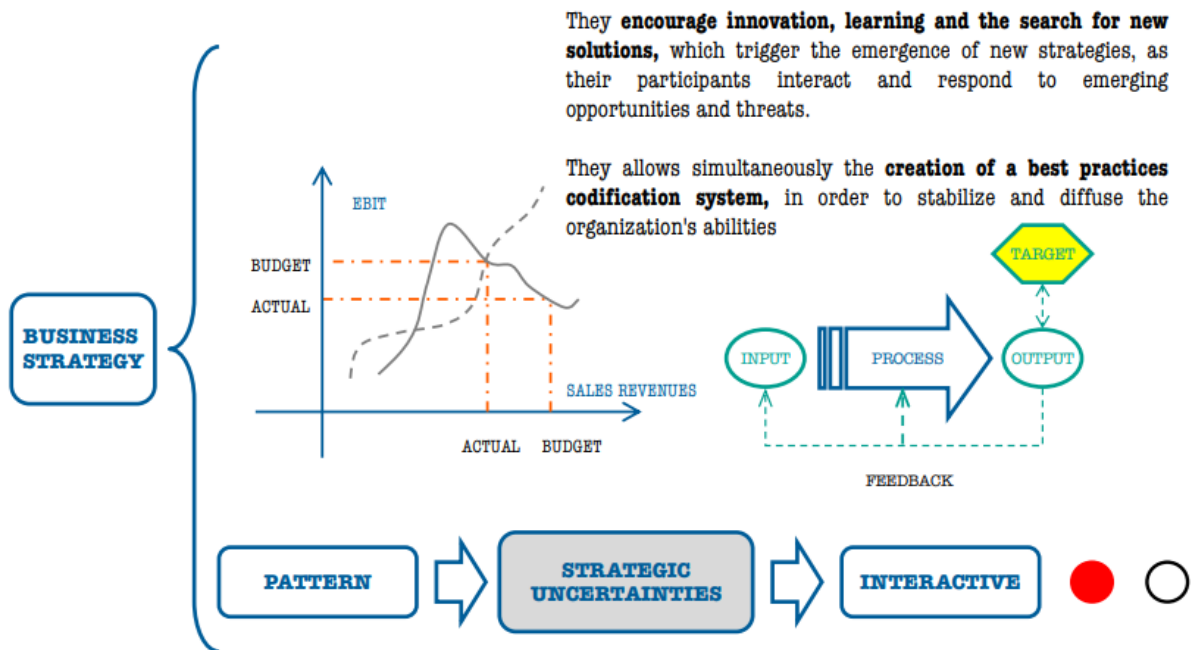 They encourage innovation, learning and the search for new
solutions, which trigger the emergence of new strategies, as
their participants interact and respond to emerging
opportunities and threats.
They allows simultaneously the creation of a best practices
codification system, in order to stabilize and diffuse the
organization's abilities
EBIT
BUDGET
ACTUAL
SALES REVENUES
ACTUAL
BUDGET
TARGET
INPUT
PROCESS
OUTPUT
FEEDBACK
BUSINESS
STRATEGY
PATTERN
STRATEGIC
UNCERTAINTIES
INTERACTIVE